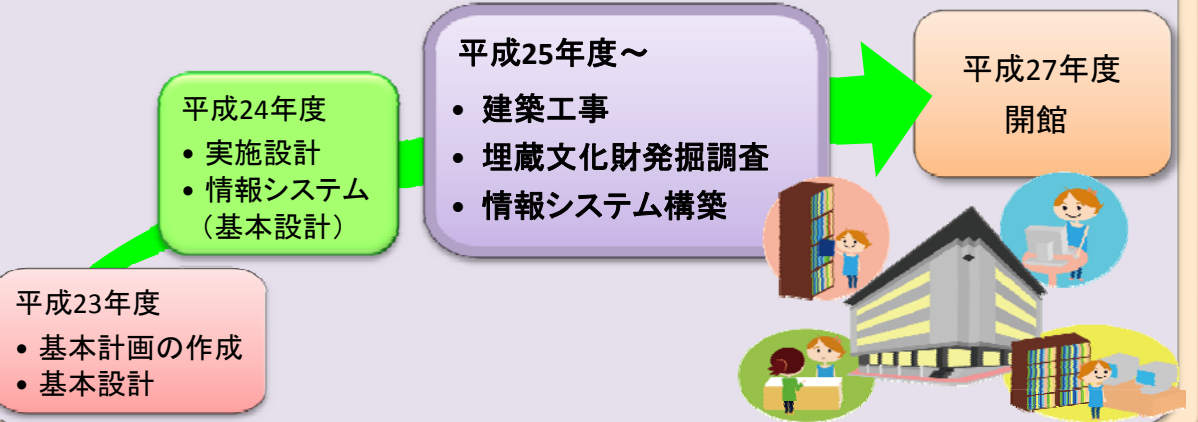 平成23年度
• 基本計画の作成
• 基本設計
平成24年度
• 実施設計
• 情報システム
（基本設計）
平成25年度～
• 建築工事
• 埋蔵文化財発掘調査
• 情報システム構築
平成27年度
開館